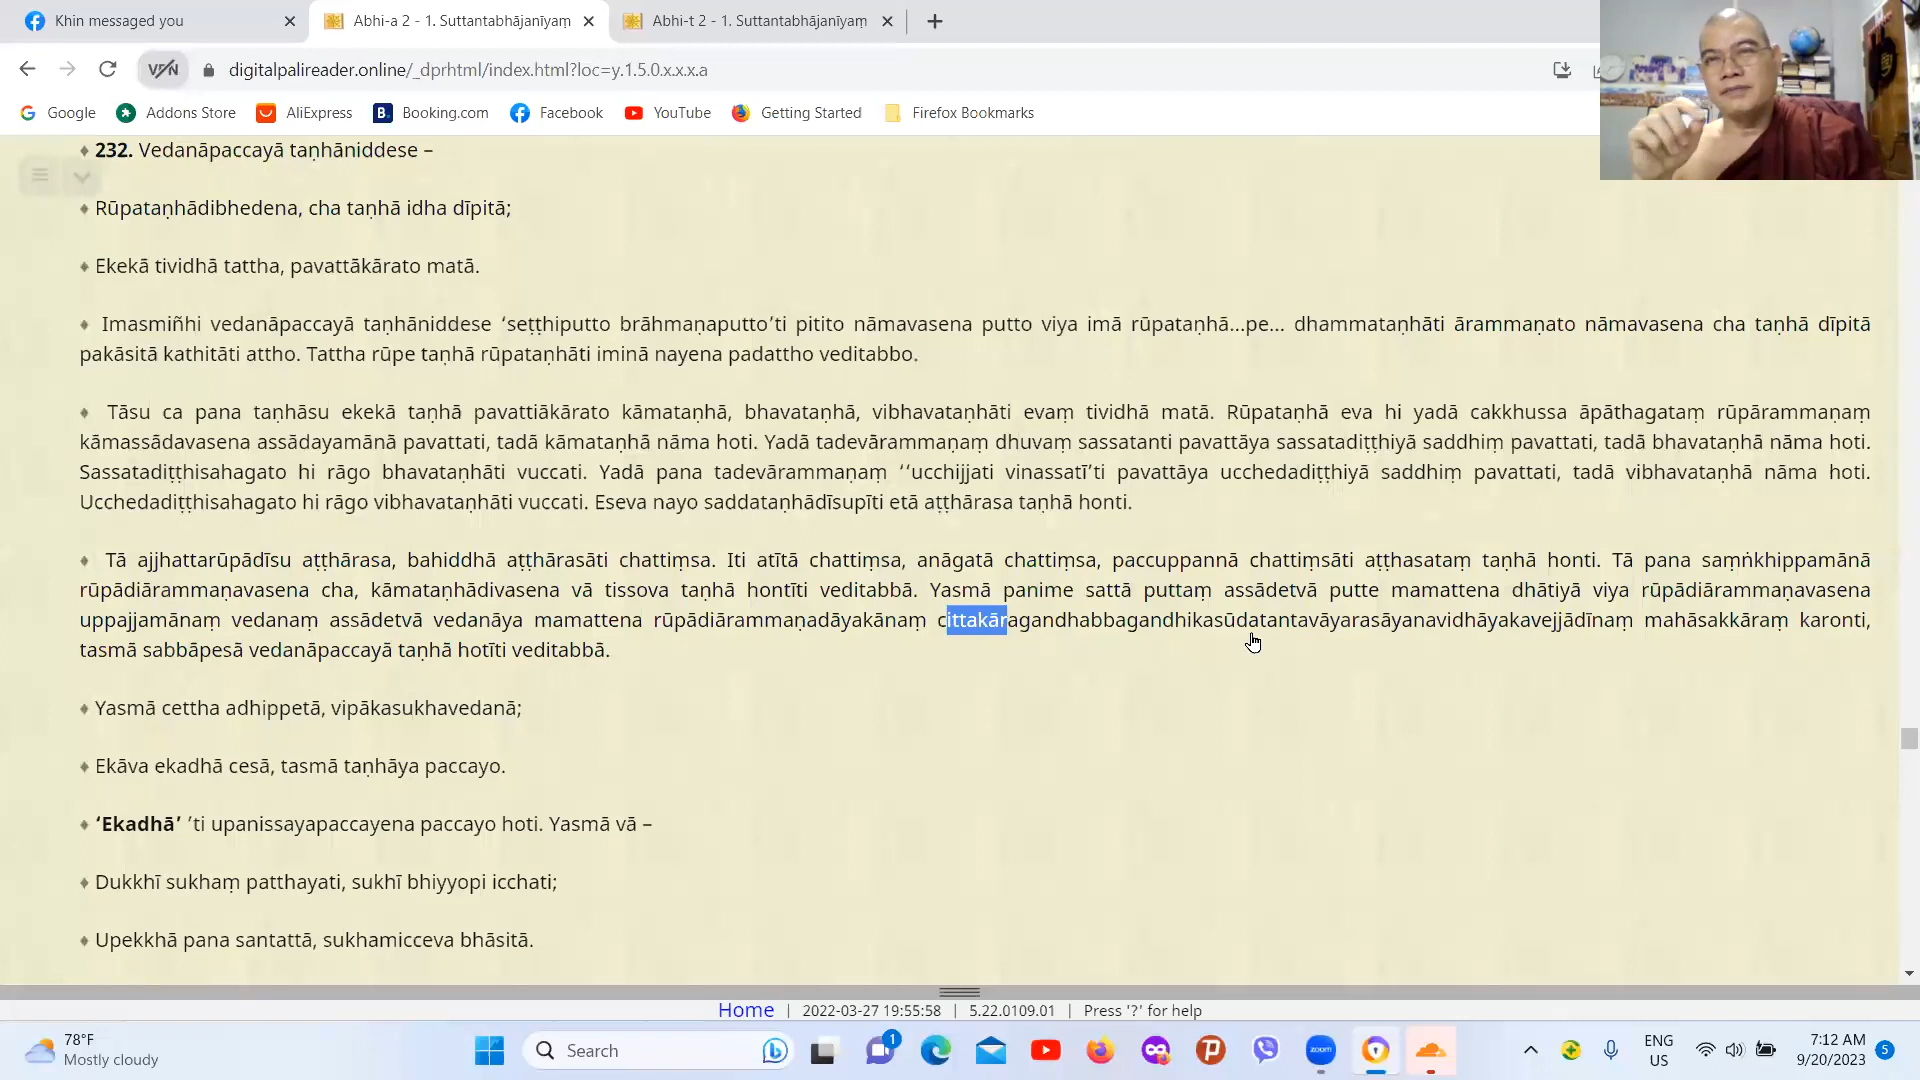 Khin messaged you
Abhi-a 2 - 1. Suttantabhājanīyaṃ
Abhi-t 2 - 1. Suttantabhājanīyaṃ
VPN
digitalpalireader.online/_dprhtml/index.html?loc=y.1.5.0.x.x.x.a
Google
Addons Store
AliExpress
B.
Booking.com
Facebook
YouTube
Getting Started
Firefox Bookmarks
♦ 232. Vedanāpaccayā taṇhāniddese –
♦ Rūpataṇhādibhedena, cha taṇhā idha dīpitā;
♦ Ekekā tividhā tattha, pavattākārato matā.
♦ Imasmiñhi vedanāpaccayā taṇhāniddese ‘seṭṭhiputto brāhmaṇaputto’ti pitito nāmavasena putto viya imā rūpataṇhā...pe... dhammataṇhāti ārammaṇato nāmavasena cha taṇhā dīpitā
pakāsitā kathitāti attho. Tattha rūpe taṇhā rūpataṇhāti iminā nayena padattho veditabbo.
♦ Tāsu ca pana taṇhāsu ekekā taṇhā pavattiākārato kāmataṇhā, bhavataṇhā, vibhavataṇhāti evaṃ tividhā matā. Rūpataṇhā eva hi yadā cakkhussa āpāthagataṃ rūpārammaṇaṃ
kāmassādavasena assādayamānā pavattati, tadā kāmataṇhā nāma hoti. Yadā tadevārammaṇaṃ dhuvaṃ sassatanti pavattāya sassatadiṭṭhiyā saddhiṃ pavattati, tadā bhavataṇhā nāma hoti.
Sassatadiṭṭhisahagato hi rāgo bhavataṇhāti vuccati. Yadā pana tadevārammaṇaṃ ‘‘ucchijjati vinassatī’ti pavattāya ucchedadiṭṭhiyā saddhiṃ pavattati, tadā vibhavataṇhā nāma hoti.
Ucchedadiṭṭhisahagato hi rāgo vibhavataṇhāti vuccati. Eseva nayo saddataṇhādīsupīti etā aṭṭhārasa taṇhā honti.
♦ Tā ajjhattarūpādīsu aṭṭhārasa, bahiddhā aṭṭhārasāti chattiṃsa. Iti atītā chattiṃsa, anāgatā chattiṃsa, paccuppannā chattiṃsāti aṭṭhasataṃ taṇhā honti. Tā pana saṃṅkhippamānā
rūpādiārammaṇavasena cha, kāmataṇhādivasena vā tissova taṇhā hontīti veditabbā. Yasmā panime sattā puttaṃ assādetvā putte mamattena dhātiyā viya rūpādiārammaṇavasena
uppajjamānaṃ vedanaṃ assādetvā vedanāya mamattena rūpādiārammaṇadāyakānaṃ cittakāragandhabbagandhikasūdatantavāyarasāyanavidhāyakavejjādīnaṃ mahāsakkāraṃ karonti,
tasmā sabbāpesā vedanāpaccayā taṇhā hotīti veditabbā.
♦ Yasmā cettha adhippetā, vipākasukhavedanā;
♦ Ekāva ekadhā cesā, tasmā taṇhāya paccayo.
♦ ‘Ekadhā’ ’ti upanissayapaccayena paccayo hoti. Yasmā vā –
♦ Dukkhī sukhaṃ patthayati, sukhī bhiyyopi icchati;
♦ Upekkhā pana santattā, sukhamicceva bhāsitā.
Home | 2022-03-27 19:55:58 | 5.22.0109.01 | Press '?' for help
78°F
Mostly cloudy
Search
1
zoom
ENG
US
7:12 AM
9/20/2023
5